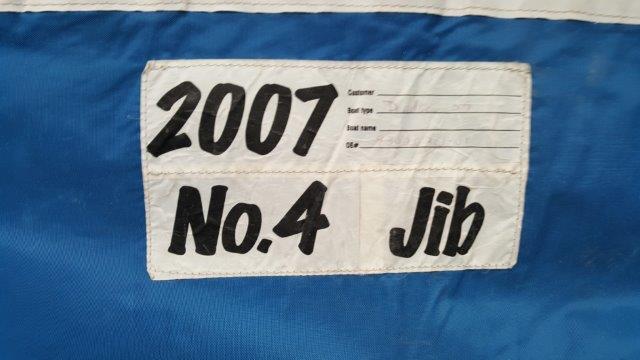 2007
Customer
Boat type
Boat name
OE#
No.4
Jib